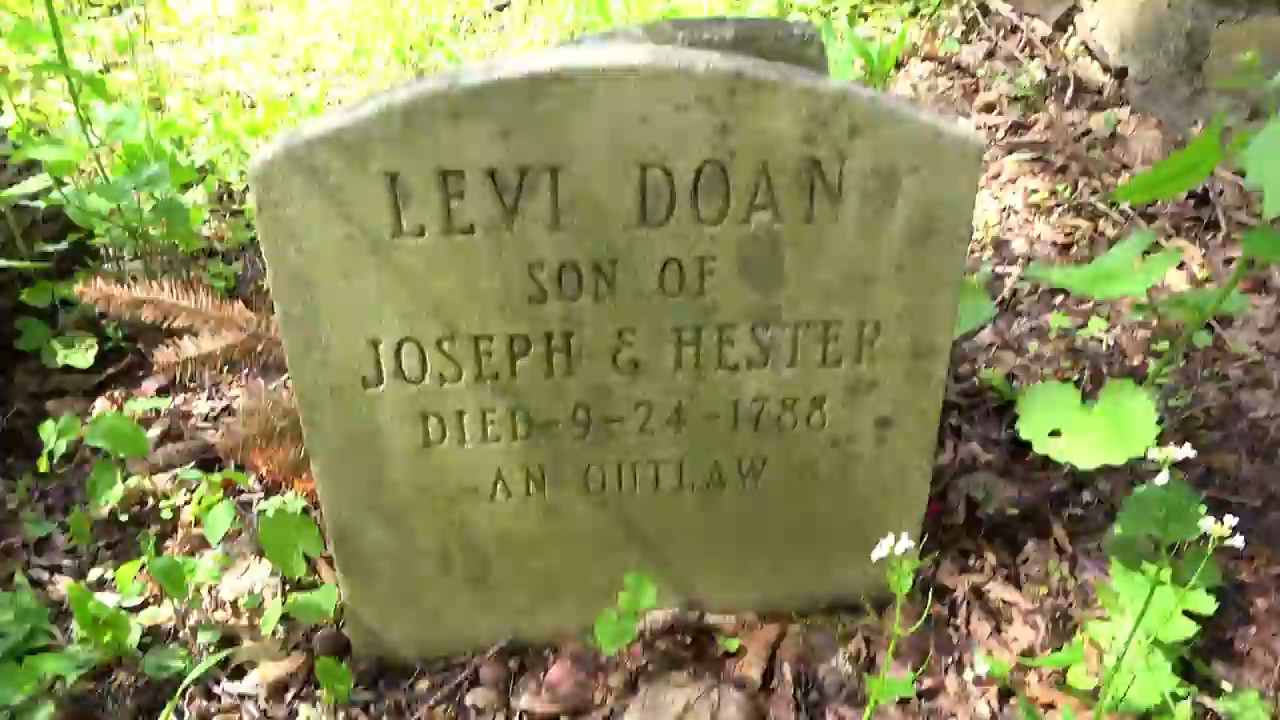 LEVI DOAN
SON OF
JOSEPH & HESTER
DIED-9-24-1788
AN OUTLAW